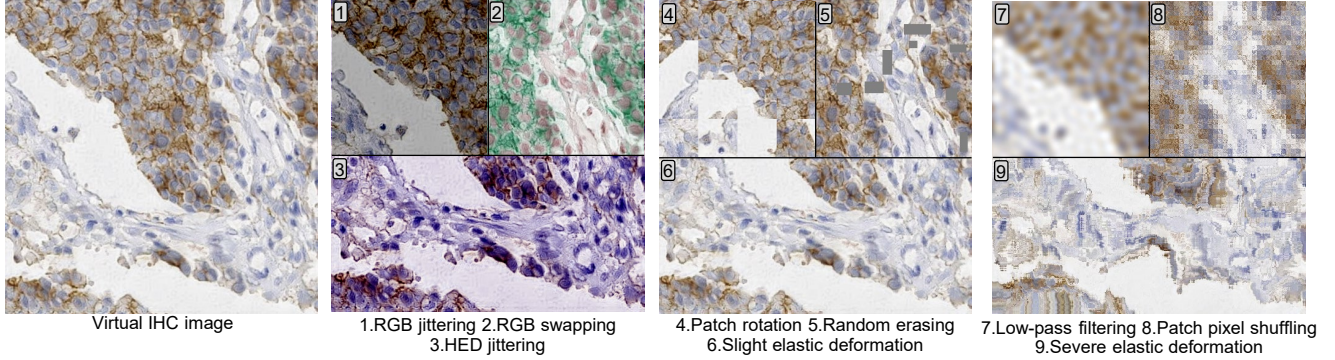 1
2
3
4
5
6
7
8
9
Virtual IHC image
1.RGB jittering 2.RGB swapping
3.HED jittering
4.Patch rotation 5.Random erasing
6.Slight elastic deformation
7.Low-pass filtering 8.Patch pixel shuffling
9.Severe elastic deformation